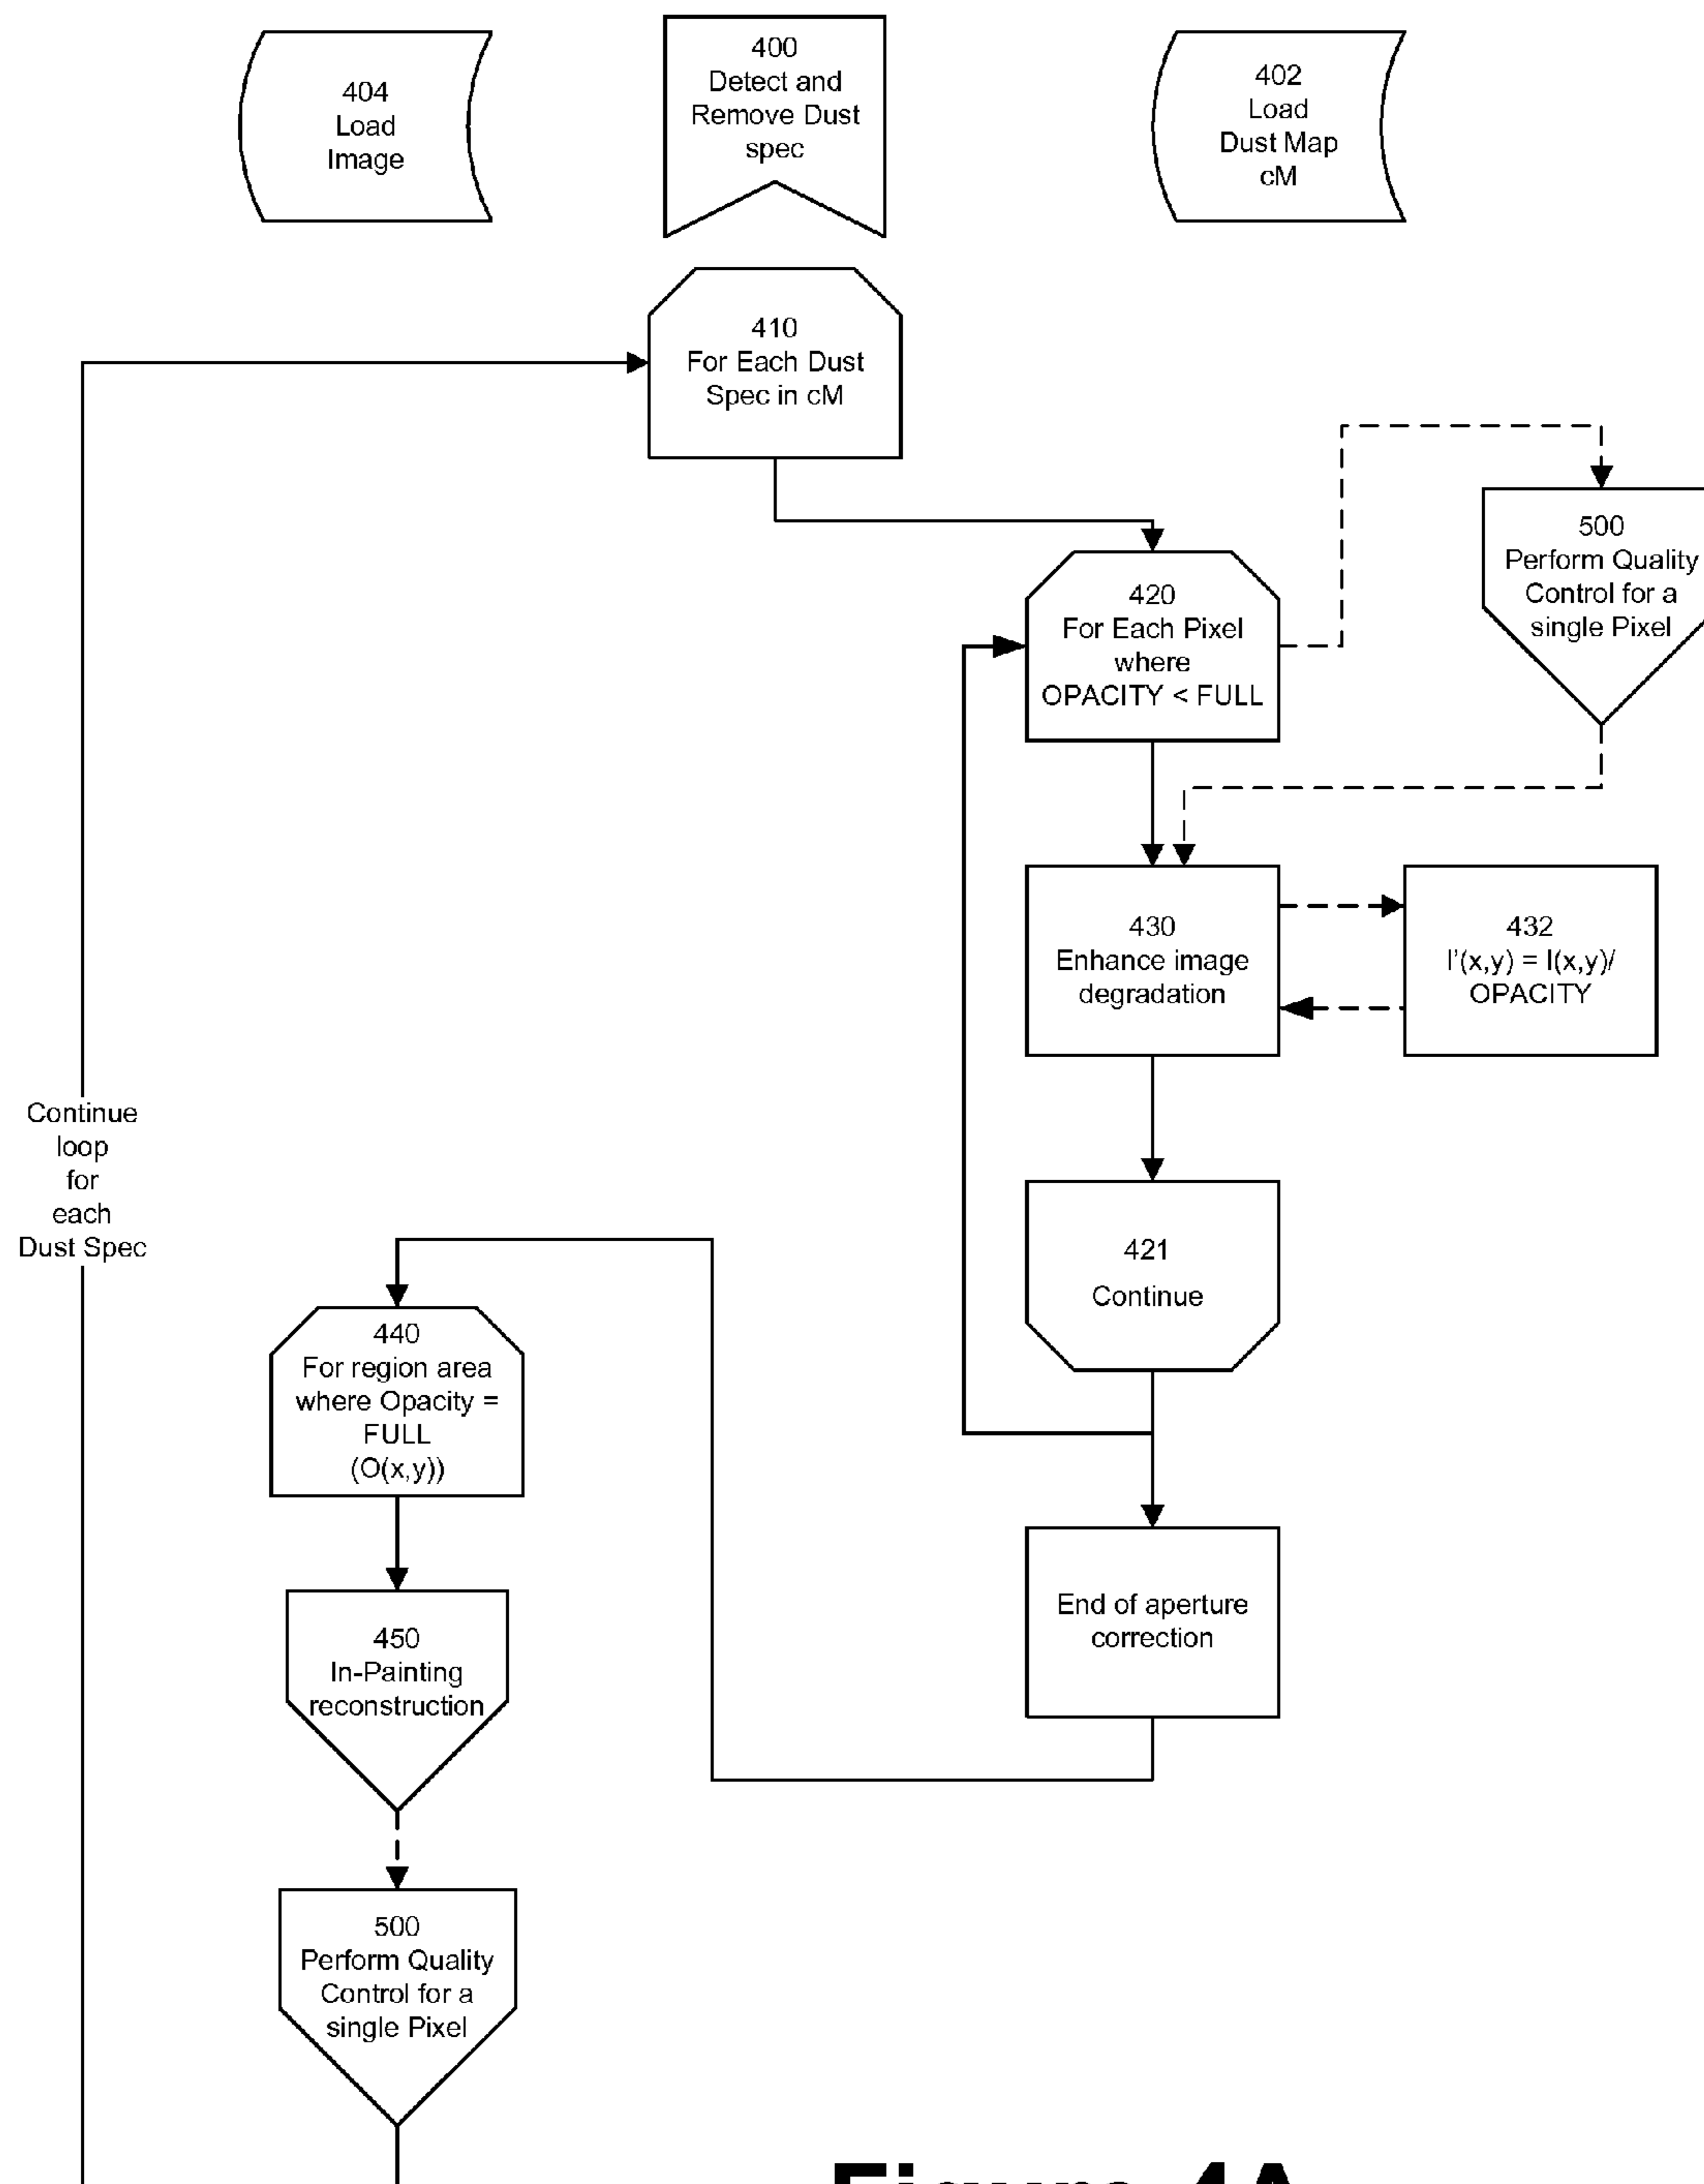 404
Load
Image
400
Detect and
Remove Dust
spec
402
Load
Dust Map
cM
410
For Each Dust
Spec in cM
500
Perform Quality
Control for a
single Pixel
420
For Each Pixel
where
OPACITY < FULL
430
Enhance image
degradation
432
I'(x,y) = I(x,y)/
OPACITY
Continue
loop
for
each
Dust Spec
421
Continue
440
For region area
where Opacity =
FULL
(O(x,y))
End of aperture
correction
450
In-Painting
reconstruction
500
Perform Quality
Control for a
single Pixel
Figure 4A